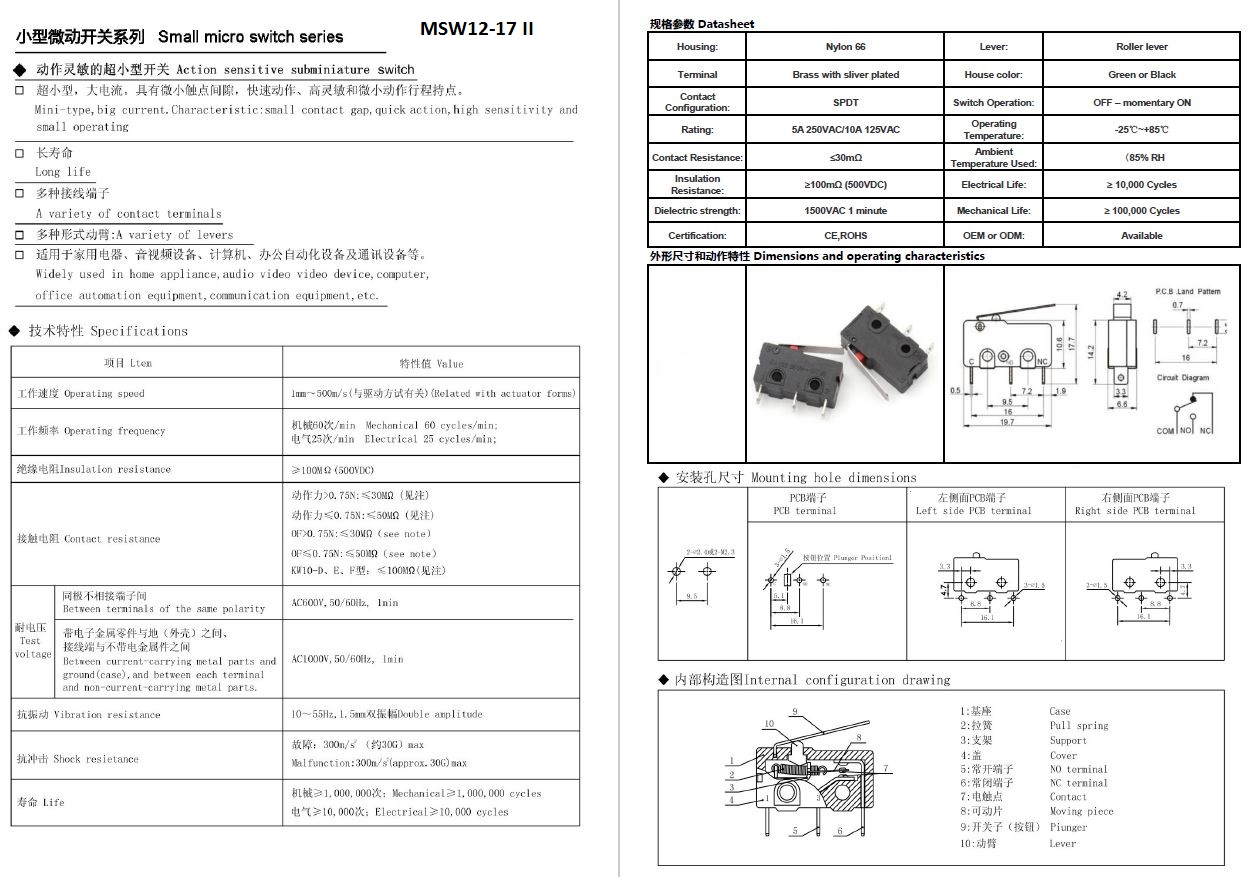 小型微动开关系列 Small micro switch series
MSW12-17 II
◆ 动作灵敏的超小型开关 Action sensitive subminiature switch
□ 超小型，大电流。具有微小触点间隙，快速动作、高灵敏和微小动作行程持点。
Mini-type,big current.Characteristic:small contact gap,quick action,high sensitivity and
small operating
□ 长寿命
Long life
□ 多种接线端子
A variety of contact terminals
□ 多种形式动臂:A variety of levers
□ 适用于家用电器、音视频设备、计算机、办公自动化设备及通讯设备等。
Widely used in home appliance,audio video video device,computer,
office automation equipment,communication equipment,etc.
◆ 技术特性 Specifications
项目 Ltem
特性值 Value
工作速度 Operating speed
1mm～500m/s(与驱动方试有关)(Related with actuator forms)
工作频率 Operating frequency
机械60次/min Mechanical 60 cycles/min;
电气25次/min Electrical 25 cycles/min;
绝缘电阻Insulation resistance
≥100MΩ(500VDC)
接触电阻 Contact resistance
动作力>0.75N:≤30MΩ (见注)
动作力≤0.75N:≤50MΩ (见注)
OF>0.75N:≤30MΩ (see note)
OF≤0.75N:≤50MΩ (see note)
KW10-D、E、F型: ≤100MΩ(见注)
耐电压
Test
voltage
同极不相接端子间
Between terminals of the same polarity
AC600V,50/60Hz, 1min
带电子金属零件与地（外壳）之间、
接线端与不带电金属件之间
Between current-carrying metal parts and
ground(case),and between each terminal
and non-current-carrying metal parts.
AC1000V,50/60Hz, 1min
抗振动 Vibration resistance
10～55Hz,1.5mm双振幅Double amplitude
抗冲击 Shock resietance
故障: 300m/s² (约30G) max
Malfunction:300m/s²(approx.30G)max
寿命 Life
机械≥1,000,000次; Mechanical≥1,000,000 cycles
电气≥10,000次; Electrical≥10,000 cycles
规格参数 Datasheet
Housing:
Nylon 66
Lever:
Roller lever
Terminal
Brass with sliver plated
House color:
Green or Black
Contact
Configuration:
SPDT
Switch Operation:
OFF – momentary ON
Rating:
5A 250VAC/10A 125VAC
Operating
Temperature:
-25℃~+85℃
Contact Resistance:
≤30mΩ
Ambient
Temperature Used:
〈85% RH
Insulation
Resistance:
≥100mΩ (500VDC)
Electrical Life:
≥ 10,000 Cycles
Dielectric strength:
1500VAC 1 minute
Mechanical Life:
≥ 100,000 Cycles
Certification:
CE,ROHS
OEM or ODM:
Available
外形尺寸和动作特性 Dimensions and operating characteristics
4.2
P.C.B .Land Pattern
0.7
7.2
16
10.6
17.7
14.2
C
NC
0.5
7.2
1.9
9.5
16
19.7
3.3
6.6
Circuit Diagram
COM NO NC
◆ 安装孔尺寸 Mounting hole dimensions
PCB端子
PCB terminal
左侧面PCB端子
Left side PCB terminal
右侧面PCB端子
Right side PCB terminal
2-⌀2.4或2-M2.3
9.5
3-⌀1.5
按钮位置 Plunger Position1
5.1
8.8
16.1
3.3
4.7
3-⌀1.5
8.8
16.1
3-⌀1.5
3.3
4.7
8.8
16.1
◆ 内部构造图Internal configuration drawing
9
10
8
1
7
2
3
4
1
3
5
6
1:基座 Case
2:拉簧 Pull spring
3:支架 Support
4:盖 Cover
5:常开端子 NO terminal
6:常闭端子 NC terminal
7:电触点 Contact
8:可动片 Moving piece
9:开关子（按钮） Piunger
10:动臂 Lever